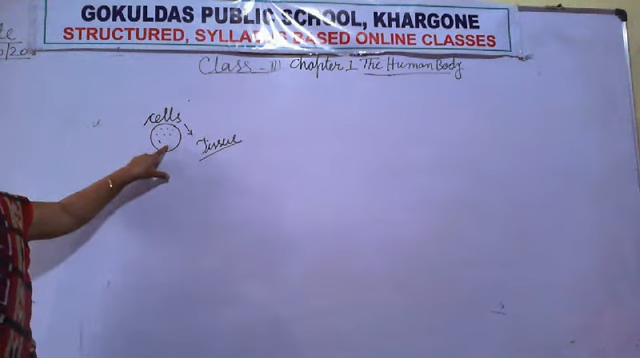 GOKULDAS PUBLIC SCHOOL, KHARGONE
STRUCTURED, SYLLABUS BASED ONLINE CLASSES
Class - III Chapter 1 The Human Body
cells
Tissue